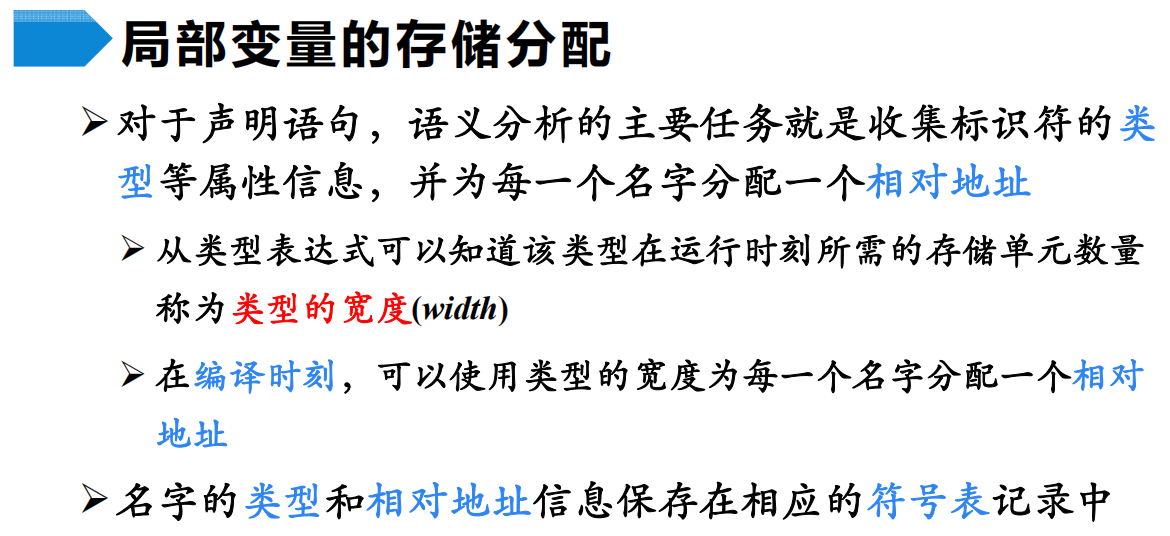 局部变量的存储分配
➢对于声明语句，语义分析的主要任务就是收集标识符的类
型等属性信息，并为每一个名字分配一个相对地址
➢从类型表达式可以知道该类型在运行时刻所需的存储单元数量
称为类型的宽度(width)
➢在编译时刻，可以使用类型的宽度为每一个名字分配一个相对
地址
➢名字的类型和相对地址信息保存在相应的符号表记录中